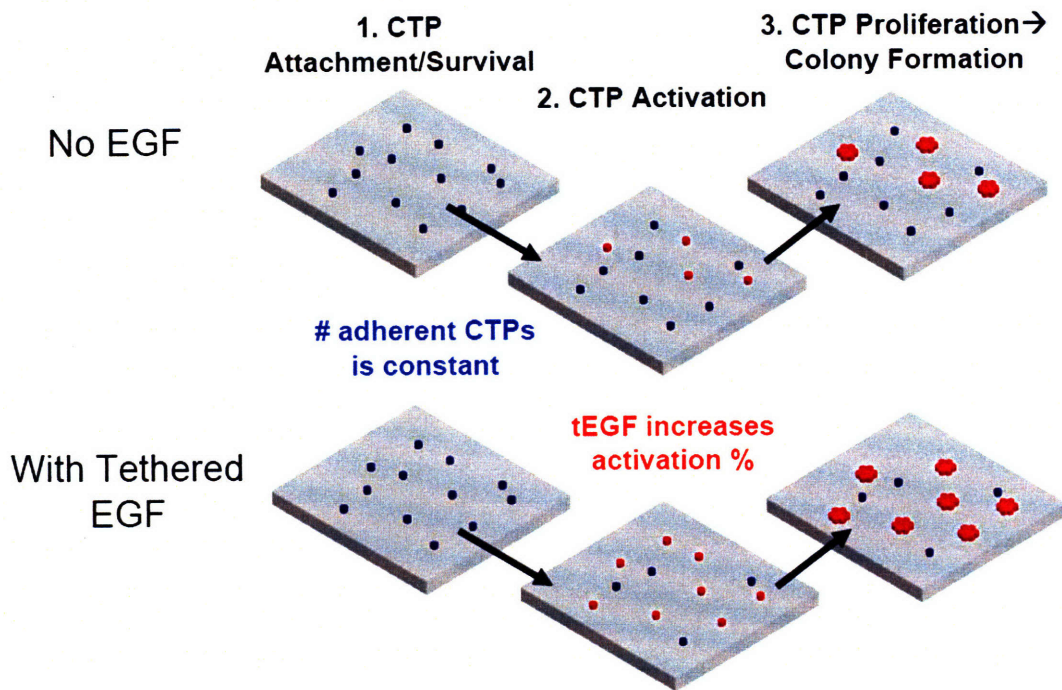 1. CTP
Attachment/Survival
2. CTP Activation
3. CTP Proliferation→
Colony Formation
No EGF
# adherent CTPs
is constant
tEGF increases
activation %
With Tethered
EGF